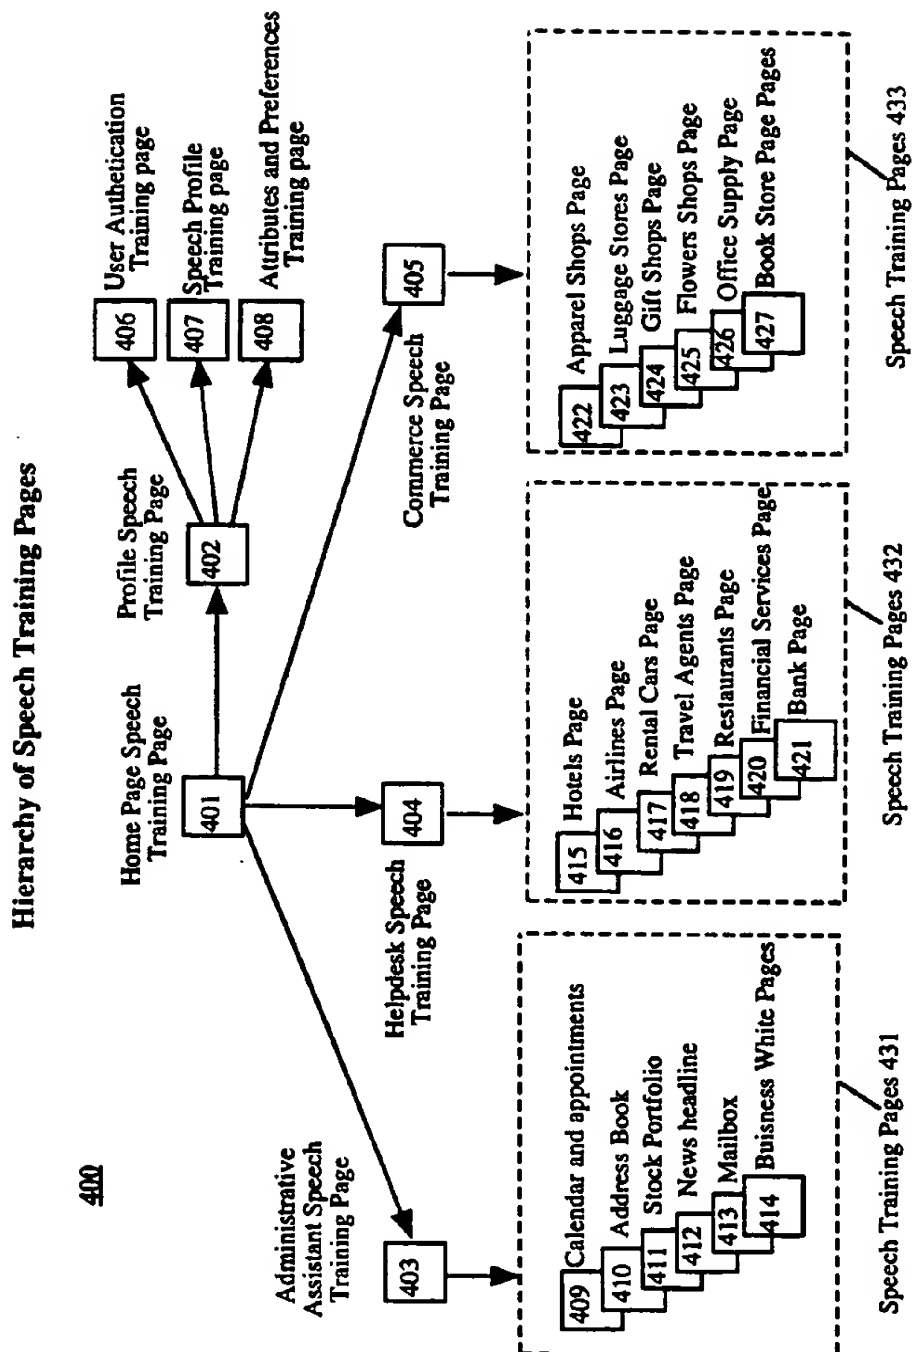 Hierarchy of Speech Training Pages
400
Home Page Speech
Training Page
401
Profile Speech
Training Page
402
406
User Authetication
Training page
407
Speech Profile
Training page
408
Attributes and Preferences
Training page
Administrative
Assistant Speech
Training Page
403
Helpdesk Speech
Training Page
404
Commerce Speech
Training Page
405
409 Calendar and appointments
410 Address Book
411 Stock Portfolio
412 News headline
413 Mailbox
414 Buisness White Pages
Speech Training Pages 431
415 Hotels Page
416 Airlines Page
417 Rental Cars Page
418 Travel Agents Page
419 Restaurants Page
420 Financial Services Page
421 Bank Page
Speech Training Pages 432
422 Apparel Shops Page
423 Luggage Stores Page
424 Gift Shops Page
425 Flowers Shops Page
426 Office Supply Page
427 Book Store Page Pages
Speech Training Pages 433